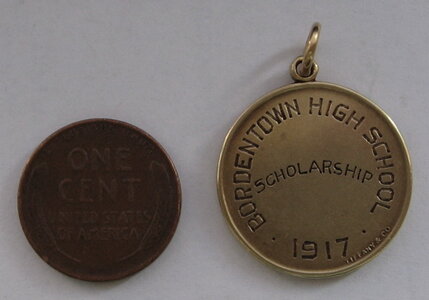 ONE
CENT
UNITED STATES
OF AMERICA
BORDENTOWN HIGH SCHOOL
SCHOLARSHIP
· 1917 ·
TIFFANY & CO